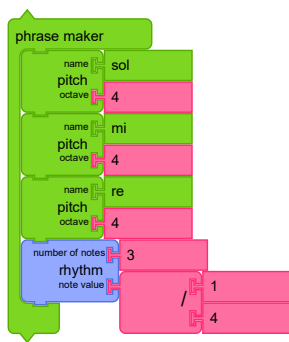 phrase maker
name sol
pitch
octave 4
name mi
pitch
octave 4
name re
pitch
octave 4
number of notes 3
rhythm
note value / 1
4